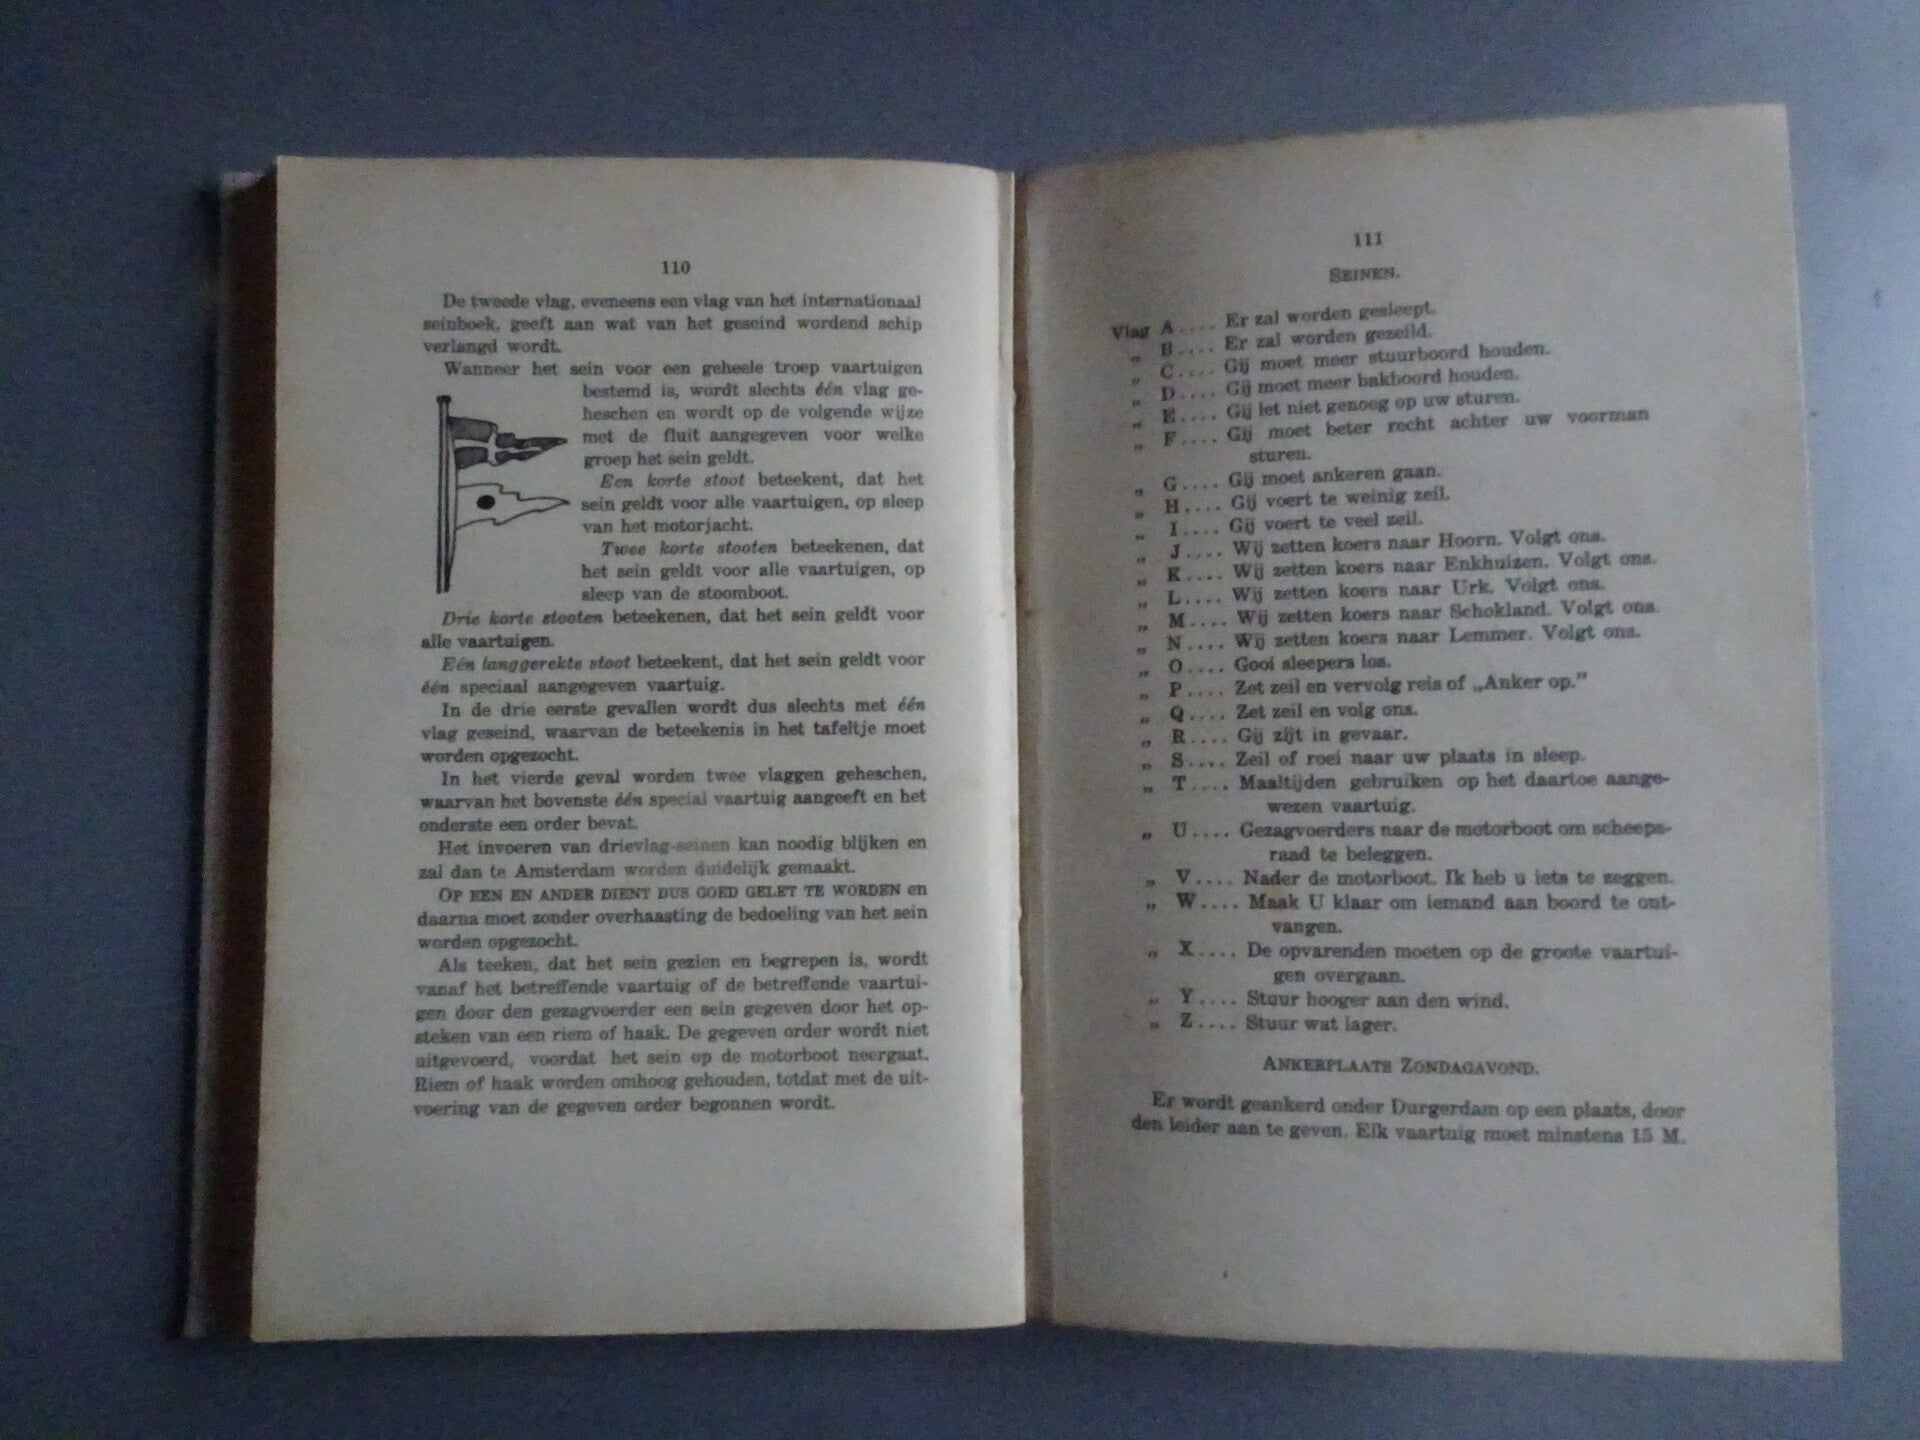 110
De tweede vlag, eveneens een vlag van het internationaal
seinboek, geeft aan wat van het geseind wordend schip
verlangd wordt.
Wanneer het sein voor een geheele troep vaartuigen
bestemd is, wordt slechts één vlag ge-
heschen en wordt op de volgende wijze
met de fluit aangegeven voor welke
groep het sein geldt.
Een korte stoot beteekent, dat het
sein geldt voor alle vaartuigen, op sleep
van het motorjacht.
Twee korte stooten beteekenen, dat
het sein geldt voor alle vaartuigen, op
sleep van de stoomboot.
Drie korte stooten beteekenen, dat het sein geldt voor
alle vaartuigen.
Eén langgerekte stoot beteekent, dat het sein geldt voor
één speciaal aangegeven vaartuig.
In de drie eerste gevallen wordt dus slechts met één
vlag geseind, waarvan de beteekenis in het tafeltje moet
worden opgezocht.
In het vierde geval worden twee vlaggen geheschen,
waarvan het bovenste één special vaartuig aangeeft en het
onderste een order bevat.
Het invoeren van drievlag-seinen kan noodig blijken en
zal dan te Amsterdam worden duidelijk gemaakt.
OP EEN EN ANDER DIENT DUS GOED GELET TE WORDEN en
daarna moet zonder overhaasting de bedoeling van het sein
worden opgezocht.
Als teeken, dat het sein gezien en begrepen is, wordt
vanaf het betreffende vaartuig of de betreffende vaartui-
gen door den gezagvoerder een sein gegeven door het op-
steken van een riem of haak. De gegeven order wordt niet
uitgevoerd, voordat het sein op de motorboot neergaat.
Riem of haak worden omhoog gehouden, totdat met de uit-
voering van de gegeven order begonnen wordt.
111
SEINEN.
Vlag A.... Er zal worden gesleept.
„ B.... Er zal worden gezeild.
„ C.... Gij moet meer stuurboord houden.
„ D.... Gij moet meer bakboord houden.
„ E.... Gij let niet genoeg op uw sturen.
„ F.... Gij moet beter recht achter uw voorman
sturen.
„ G.... Gij moet ankeren gaan.
„ H.... Gij voert te weinig zeil.
„ I.... Gij voert te veel zeil.
„ J.... Wij zetten koers naar Hoorn. Volgt ons.
„ K.... Wij zetten koers naar Enkhuizen. Volgt ons.
„ L.... Wij zetten koers naar Urk. Volgt ons.
„ M.... Wij zetten koers naar Schokland. Volgt ons.
„ N.... Wij zetten koers naar Lemmer. Volgt ons.
„ O.... Gooi sleepers los.
„ P.... Zet zeil en vervolg reis of „Anker op."
„ Q.... Zet zeil en volg ons.
„ R.... Gij zijt in gevaar.
„ S.... Zeil of roei naar uw plaats in sleep.
„ T.... Maaltijden gebruiken op het daartoe aange-
wezen vaartuig.
„ U.... Gezagvoerders naar de motorboot om scheeps-
raad te beleggen.
„ V.... Nader de motorboot. Ik heb u iets te zeggen.
„ W.... Maak U klaar om iemand aan boord te ont-
vangen.
„ X.... De opvarenden moeten op de groote vaartui-
gen overgaan.
„ Y.... Stuur hooger aan den wind.
„ Z.... Stuur wat lager.
ANKERPLAATS ZONDAGAVOND.
Er wordt geankerd onder Durgerdam op een plaats, door
den leider aan te geven. Elk vaartuig moet minstens 15 M.